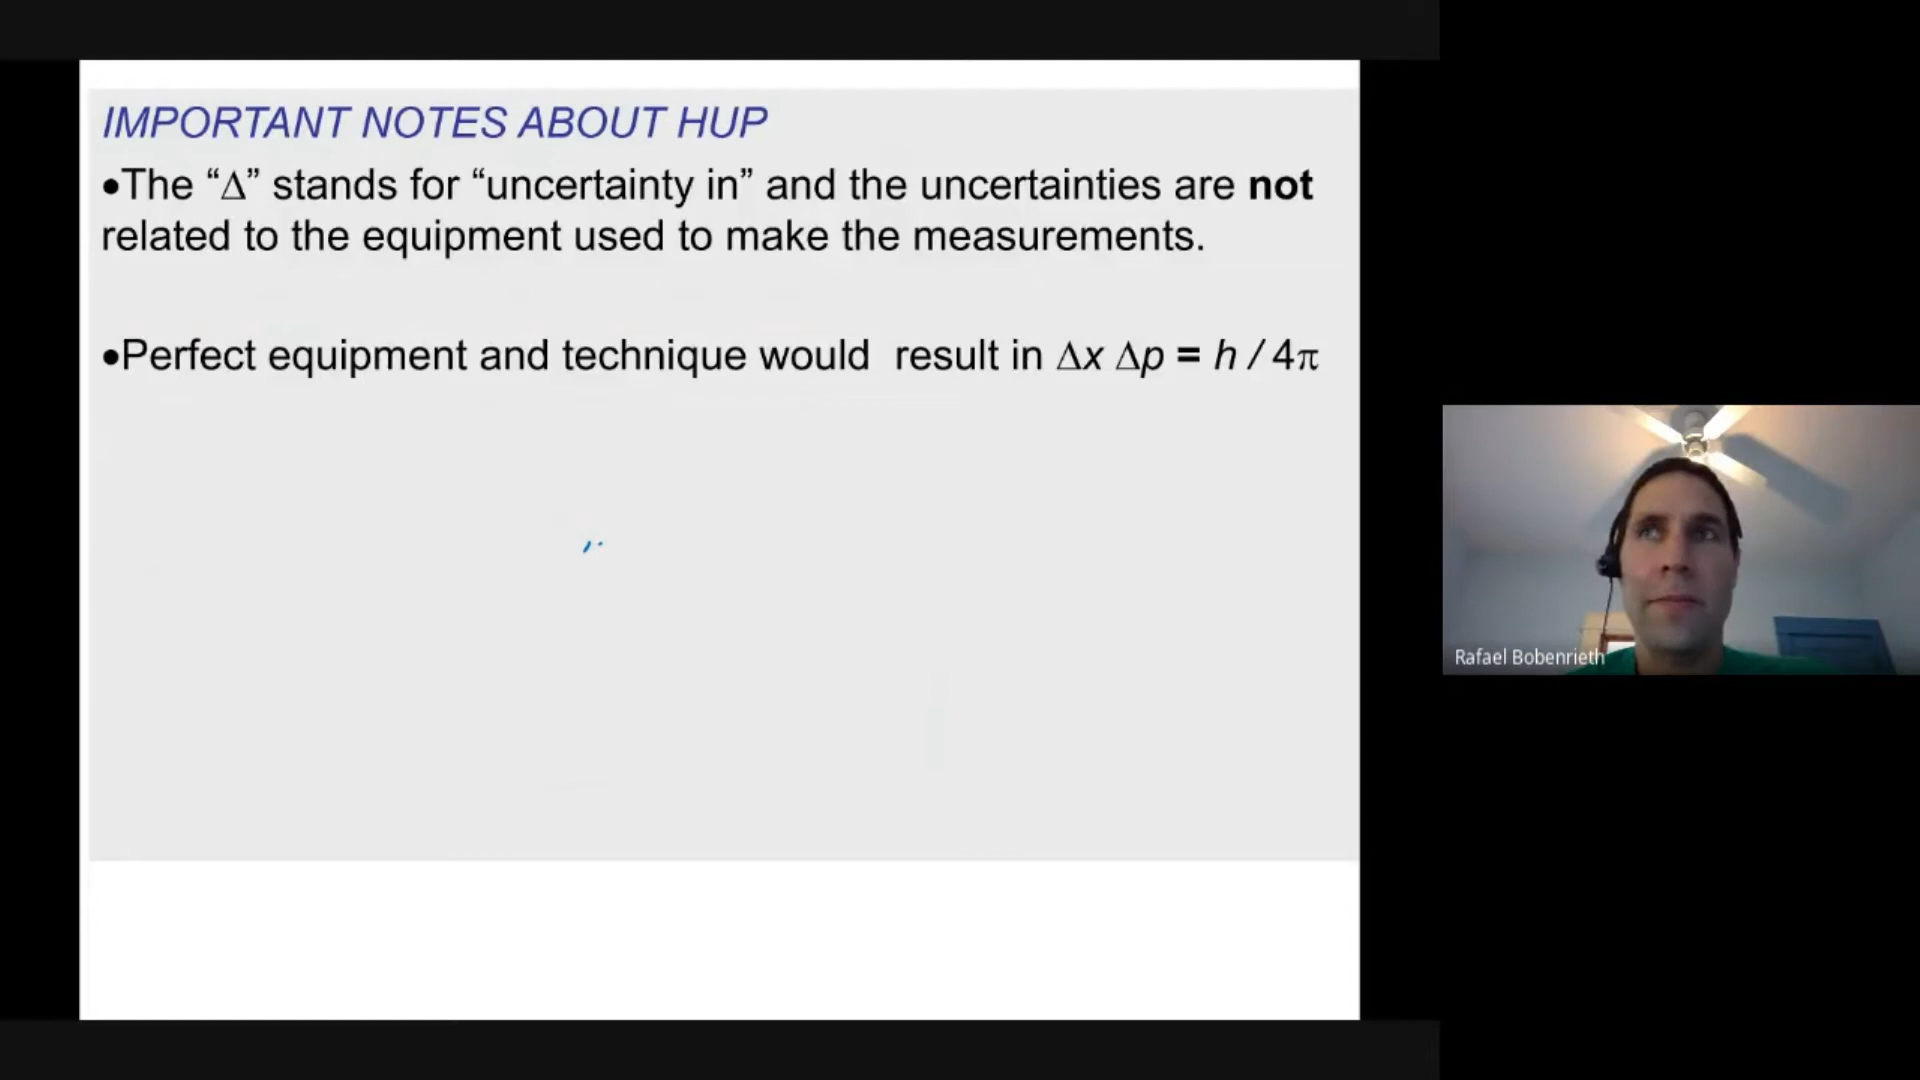 IMPORTANT NOTES ABOUT HUP
•The “Δ” stands for “uncertainty in” and the uncertainties are not
related to the equipment used to make the measurements.
•Perfect equipment and technique would  result in Δx Δp = h / 4π
Rafael Bobenrieth